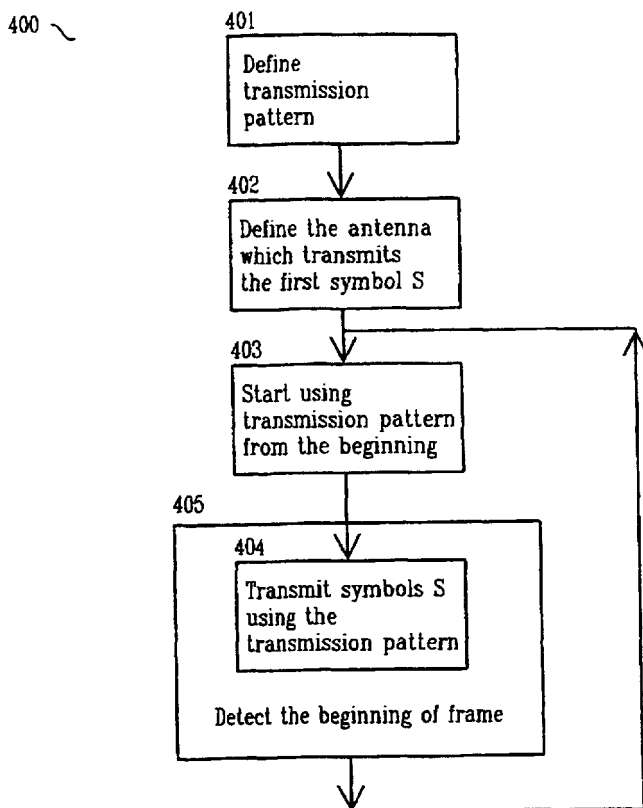 400
401
Define
transmission
pattern
402
Define the antenna
which transmits
the first symbol S
403
Start using
transmission pattern
from the beginning
405
404
Transmit symbols S
using the
transmission pattern
Detect the beginning of frame